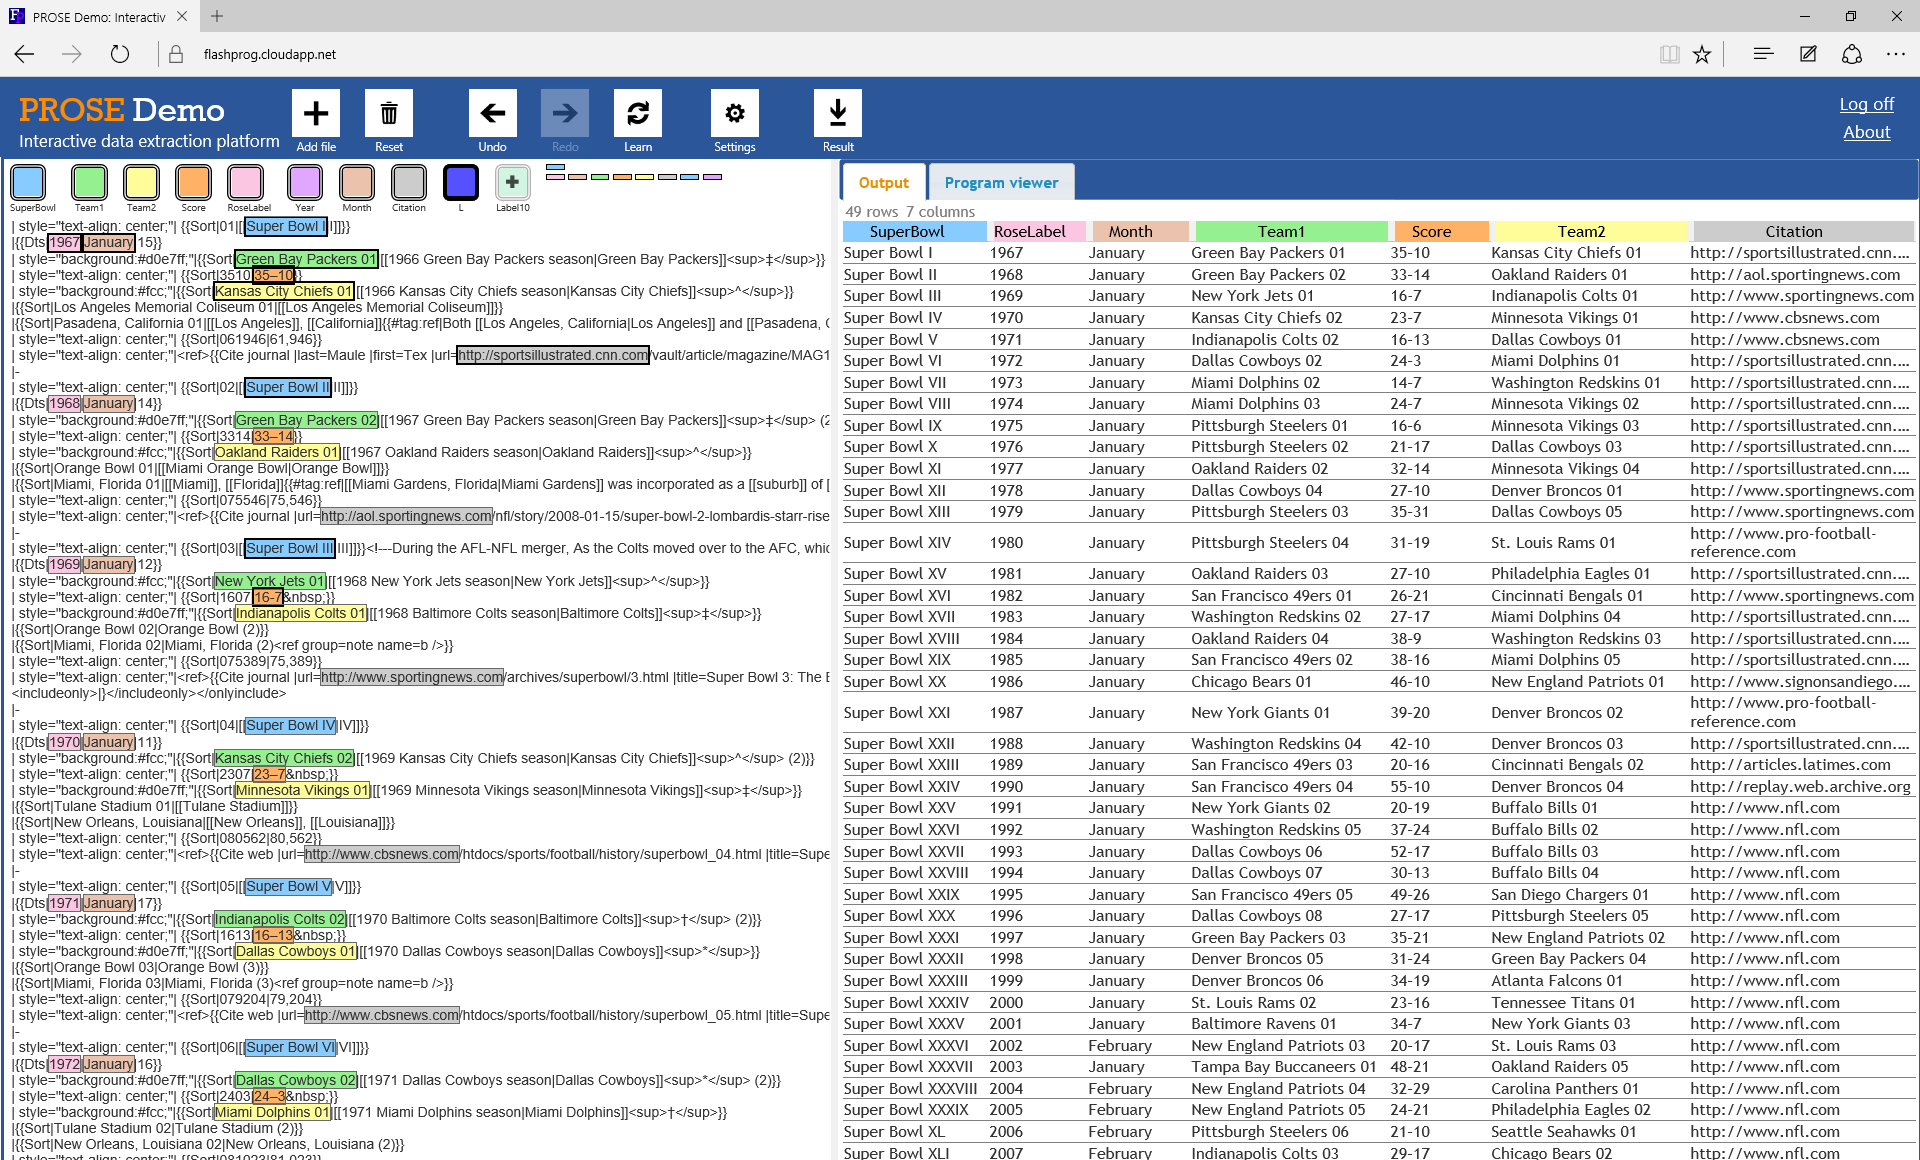 PROSE Demo: Interactiv
flashprog.cloudapp.net
PROSE Demo
Interactive data extraction platform
Add file
Reset
Undo
Redo
Learn
Settings
Result
Log off
About
SuperBowl
Team1
Team2
Score
RoseLabel
Year
Month
Citation
L
Label10
| style="text-align: center;"| {{Sort|01|[[Super Bowl I|I]]}}
|{{Dts|1967|January|15}}
| style="background:#d0e7ff;"|{{Sort|Green Bay Packers 01|[[1966 Green Bay Packers season|Green Bay Packers]]<sup>‡</sup>}}
| style="text-align: center;"| {{Sort|3510|35–10}}
| style="background:#fcc;"|{{Sort|Kansas City Chiefs 01|[[1966 Kansas City Chiefs season|Kansas City Chiefs]]<sup>^</sup>}}
|{{Sort|Los Angeles Memorial Coliseum 01|[[Los Angeles Memorial Coliseum]]}}
|{{Sort|Pasadena, California 01|[[Los Angeles]], [[California]]{{#tag:ref|Both [[Los Angeles, California|Los Angeles]] and [[Pasadena, C
| style="text-align: center;"| {{Sort|061946|61,946}}
| style="text-align: center;"|<ref>{{Cite journal |last=Maule |first=Tex |url=http://sportsillustrated.cnn.com/vault/article/magazine/MAG1
|-
| style="text-align: center;"| {{Sort|02|[[Super Bowl II|II]]}}
|{{Dts|1968|January|14}}
| style="background:#d0e7ff;"|{{Sort|Green Bay Packers 02|[[1967 Green Bay Packers season|Green Bay Packers]]<sup>‡</sup> (2
| style="text-align: center;"| {{Sort|3314|33–14}}
| style="background:#fcc;"|{{Sort|Oakland Raiders 01|[[1967 Oakland Raiders season|Oakland Raiders]]<sup>^</sup>}}
|{{Sort|Orange Bowl 01|[[Miami Orange Bowl|Orange Bowl]]}}
|{{Sort|Miami, Florida 01|[[Miami]], [[Florida]]{{#tag:ref|[[Miami Gardens, Florida|Miami Gardens]] was incorporated as a [[suburb]] of [
| style="text-align: center;"| {{Sort|075546|75,546}}
| style="text-align: center;"|<ref>{{Cite journal |url=http://aol.sportingnews.com/nfl/story/2008-01-15/super-bowl-2-lombardis-starr-rise
|-
| style="text-align: center;"| {{Sort|03|[[Super Bowl III|III]]}}<!---During the AFL-NFL merger, As the Colts moved over to the AFC, whic
|{{Dts|1969|January|12}}
| style="background:#fcc;"|{{Sort|New York Jets 01|[[1968 New York Jets season|New York Jets]]<sup>^</sup>}}
| style="text-align: center;"| {{Sort|1607|16-7&nbsp;}}
| style="background:#d0e7ff;"|{{Sort|Indianapolis Colts 01|[[1968 Baltimore Colts season|Baltimore Colts]]<sup>‡</sup>}}
|{{Sort|Orange Bowl 02|Orange Bowl (2)}}
|{{Sort|Miami, Florida 02|Miami, Florida (2)<ref group=note name=b />}}
| style="text-align: center;"| {{Sort|075389|75,389}}
| style="text-align: center;"|<ref>{{Cite journal |url=http://www.sportingnews.com/archives/superbowl/3.html |title=Super Bowl 3: The E
<includeonly>|}</includeonly></onlyinclude>
|-
| style="text-align: center;"| {{Sort|04|[[Super Bowl IV|IV]]}}
|{{Dts|1970|January|11}}
| style="background:#fcc;"|{{Sort|Kansas City Chiefs 02|[[1969 Kansas City Chiefs season|Kansas City Chiefs]]<sup>^</sup> (2)}}
| style="text-align: center;"| {{Sort|2307|23–7&nbsp;}}
| style="background:#d0e7ff;"|{{Sort|Minnesota Vikings 01|[[1969 Minnesota Vikings season|Minnesota Vikings]]<sup>‡</sup>}}
|{{Sort|Tulane Stadium 01|[[Tulane Stadium]]}}
|{{Sort|New Orleans, Louisiana|[[New Orleans]], [[Louisiana]]}}
| style="text-align: center;"| {{Sort|080562|80,562}}
| style="text-align: center;"|<ref>{{Cite web |url=http://www.cbsnews.com/htdocs/sports/football/history/superbowl_04.html |title=Supe
|-
| style="text-align: center;"| {{Sort|05|[[Super Bowl V|V]]}}
|{{Dts|1971|January|17}}
| style="background:#fcc;"|{{Sort|Indianapolis Colts 02|[[1970 Baltimore Colts season|Baltimore Colts]]<sup>†</sup> (2)}}
| style="text-align: center;"| {{Sort|1613|16–13&nbsp;}}
| style="background:#d0e7ff;"|{{Sort|Dallas Cowboys 01|[[1970 Dallas Cowboys season|Dallas Cowboys]]<sup>*</sup>}}
|{{Sort|Orange Bowl 03|Orange Bowl (3)}}
|{{Sort|Miami, Florida 03|Miami, Florida (3)<ref group=note name=b />}}
| style="text-align: center;"| {{Sort|079204|79,204}}
| style="text-align: center;"|<ref>{{Cite web |url=http://www.cbsnews.com/htdocs/sports/football/history/superbowl_05.html |title=Supe
|-
| style="text-align: center;"| {{Sort|06|[[Super Bowl VI|VI]]}}
|{{Dts|1972|January|16}}
| style="background:#d0e7ff;"|{{Sort|Dallas Cowboys 02|[[1971 Dallas Cowboys season|Dallas Cowboys]]<sup>*</sup> (2)}}
| style="text-align: center;"| {{Sort|2403|24–3&nbsp;}}
| style="background:#fcc;"|{{Sort|Miami Dolphins 01|[[1971 Miami Dolphins season|Miami Dolphins]]<sup>†</sup>}}
|{{Sort|Tulane Stadium 02|Tulane Stadium (2)}}
|{{Sort|New Orleans, Louisiana 02|New Orleans, Louisiana (2)}}
| style="text-align: center;"| {{Sort|081023|81,023}}
Output
Program viewer
49 rows 7 columns
SuperBowl RoseLabel Month Team1 Score Team2 Citation
Super Bowl I 1967 January Green Bay Packers 01 35-10 Kansas City Chiefs 01 http://sportsillustrated.cnn....
Super Bowl II 1968 January Green Bay Packers 02 33-14 Oakland Raiders 01 http://aol.sportingnews.com
Super Bowl III 1969 January New York Jets 01 16-7 Indianapolis Colts 01 http://www.sportingnews.com
Super Bowl IV 1970 January Kansas City Chiefs 02 23-7 Minnesota Vikings 01 http://www.cbsnews.com
Super Bowl V 1971 January Indianapolis Colts 02 16-13 Dallas Cowboys 01 http://www.cbsnews.com
Super Bowl VI 1972 January Dallas Cowboys 02 24-3 Miami Dolphins 01 http://sportsillustrated.cnn....
Super Bowl VII 1973 January Miami Dolphins 02 14-7 Washington Redskins 01 http://sportsillustrated.cnn....
Super Bowl VIII 1974 January Miami Dolphins 03 24-7 Minnesota Vikings 02 http://sportsillustrated.cnn....
Super Bowl IX 1975 January Pittsburgh Steelers 01 16-6 Minnesota Vikings 03 http://sportsillustrated.cnn....
Super Bowl X 1976 January Pittsburgh Steelers 02 21-17 Dallas Cowboys 03 http://sportsillustrated.cnn....
Super Bowl XI 1977 January Oakland Raiders 02 32-14 Minnesota Vikings 04 http://sportsillustrated.cnn....
Super Bowl XII 1978 January Dallas Cowboys 04 27-10 Denver Broncos 01 http://www.sportingnews.com
Super Bowl XIII 1979 January Pittsburgh Steelers 03 35-31 Dallas Cowboys 05 http://www.sportingnews.com
Super Bowl XIV 1980 January Pittsburgh Steelers 04 31-19 St. Louis Rams 01 http://www.pro-football-
reference.com
Super Bowl XV 1981 January Oakland Raiders 03 27-10 Philadelphia Eagles 01 http://sportsillustrated.cnn....
Super Bowl XVI 1982 January San Francisco 49ers 01 26-21 Cincinnati Bengals 01 http://www.sportingnews.com
Super Bowl XVII 1983 January Washington Redskins 02 27-17 Miami Dolphins 04 http://sportsillustrated.cnn....
Super Bowl XVIII 1984 January Oakland Raiders 04 38-9 Washington Redskins 03 http://sportsillustrated.cnn....
Super Bowl XIX 1985 January San Francisco 49ers 02 38-16 Miami Dolphins 05 http://sportsillustrated.cnn....
Super Bowl XX 1986 January Chicago Bears 01 46-10 New England Patriots 01 http://www.signonsandiego....
Super Bowl XXI 1987 January New York Giants 01 39-20 Denver Broncos 02 http://www.pro-football-
reference.com
Super Bowl XXII 1988 January Washington Redskins 04 42-10 Denver Broncos 03 http://sportsillustrated.cnn....
Super Bowl XXIII 1989 January San Francisco 49ers 03 20-16 Cincinnati Bengals 02 http://articles.latimes.com
Super Bowl XXIV 1990 January San Francisco 49ers 04 55-10 Denver Broncos 04 http://replay.web.archive.org
Super Bowl XXV 1991 January New York Giants 02 20-19 Buffalo Bills 01 http://www.nfl.com
Super Bowl XXVI 1992 January Washington Redskins 05 37-24 Buffalo Bills 02 http://www.nfl.com
Super Bowl XXVII 1993 January Dallas Cowboys 06 52-17 Buffalo Bills 03 http://www.nfl.com
Super Bowl XXVIII 1994 January Dallas Cowboys 07 30-13 Buffalo Bills 04 http://www.nfl.com
Super Bowl XXIX 1995 January San Francisco 49ers 05 49-26 San Diego Chargers 01 http://www.nfl.com
Super Bowl XXX 1996 January Dallas Cowboys 08 27-17 Pittsburgh Steelers 05 http://www.nfl.com
Super Bowl XXXI 1997 January Green Bay Packers 03 35-21 New England Patriots 02 http://www.nfl.com
Super Bowl XXXII 1998 January Denver Broncos 05 31-24 Green Bay Packers 04 http://www.nfl.com
Super Bowl XXXIII 1999 January Denver Broncos 06 34-19 Atlanta Falcons 01 http://www.nfl.com
Super Bowl XXXIV 2000 January St. Louis Rams 02 23-16 Tennessee Titans 01 http://www.nfl.com
Super Bowl XXXV 2001 January Baltimore Ravens 01 34-7 New York Giants 03 http://www.nfl.com
Super Bowl XXXVI 2002 February New England Patriots 03 20-17 St. Louis Rams 03 http://www.nfl.com
Super Bowl XXXVII 2003 January Tampa Bay Buccaneers 01 48-21 Oakland Raiders 05 http://www.nfl.com
Super Bowl XXXVIII 2004 February New England Patriots 04 32-29 Carolina Panthers 01 http://www.nfl.com
Super Bowl XXXIX 2005 February New England Patriots 05 24-21 Philadelphia Eagles 02 http://www.nfl.com
Super Bowl XL 2006 February Pittsburgh Steelers 06 21-10 Seattle Seahawks 01 http://www.nfl.com
Super Bowl XLI 2007 February Indianapolis Colts 03 29-17 Chicago Bears 02 http://www.nfl.com